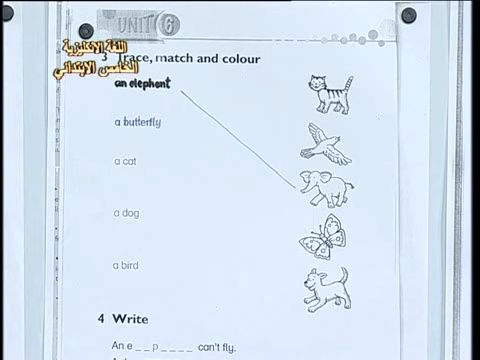 UNIT 6
اللغة الانكليزية
الخامس الابتدائي
3 Trace, match and colour
an elephant
a butterfly
a cat
a dog
a bird
4 Write
An e _ _ p _ _ _ _ can't fly.